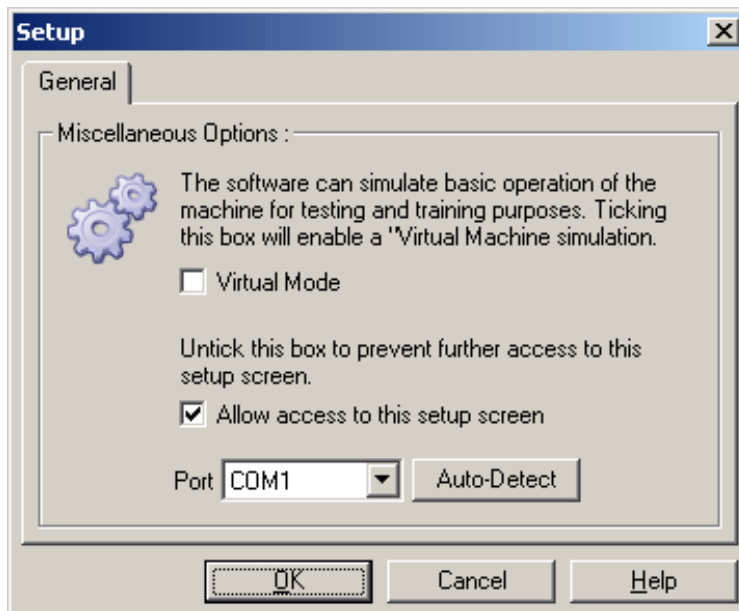 Setup
General
Miscellaneous Options :
The software can simulate basic operation of the
machine for testing and training purposes. Ticking
this box will enable a "Virtual Machine simulation.
Virtual Mode
Untick this box to prevent further access to this
setup screen.
Allow access to this setup screen
Port COM1 Auto-Detect
OK Cancel Help